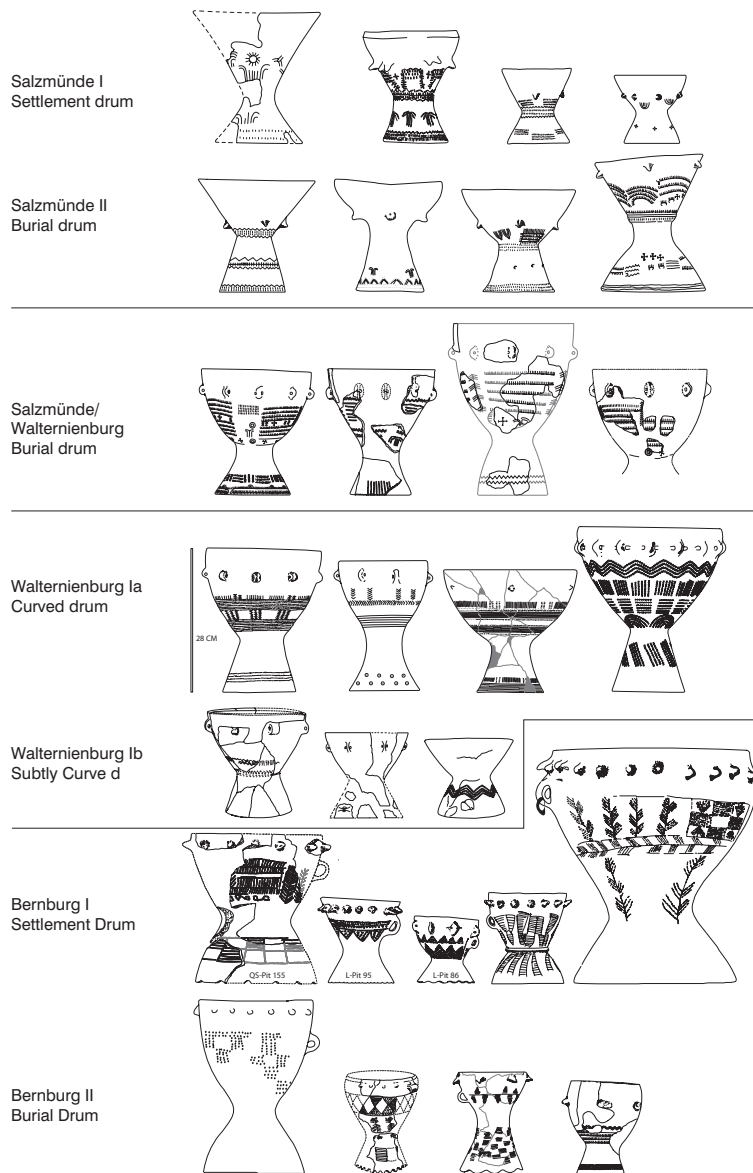 Salzmünde I
Settlement drum
Salzmünde II
Burial drum
Salzmünde/
Walternienburg
Burial drum
Walternienburg Ia
Curved drum
28 CM
Walternienburg Ib
Subtly Curve d
Bernburg I
Settlement Drum
QS-Pit 155
L-Pit 95
L-Pit 86
Bernburg II
Burial Drum